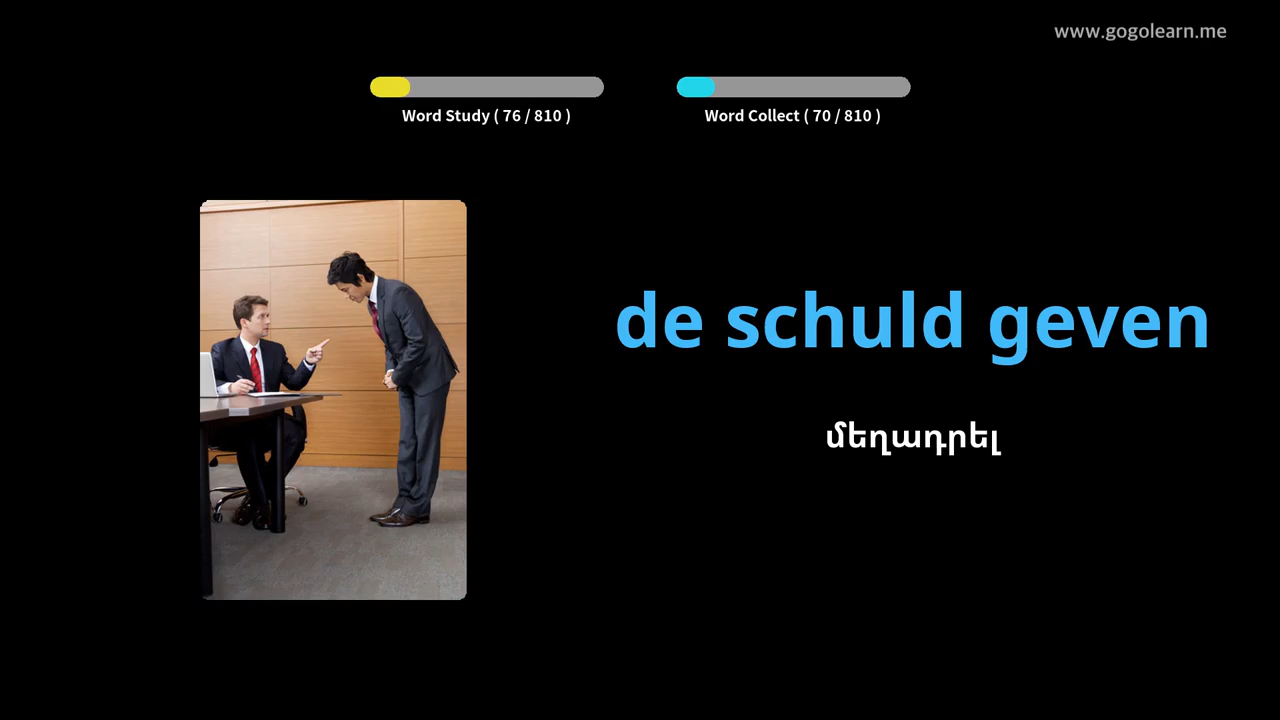 www.gogolearn.me
Word Study ( 76 / 810 )
Word Collect ( 70 / 810 )
de schuld geven
մեղադրել